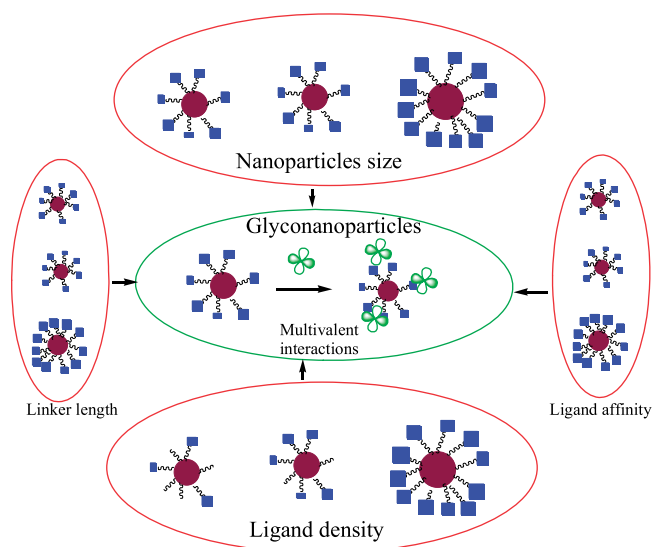 Nanoparticles size
Glyconanoparticles
Multivalent
interactions
Linker length
Ligand affinity
Ligand density